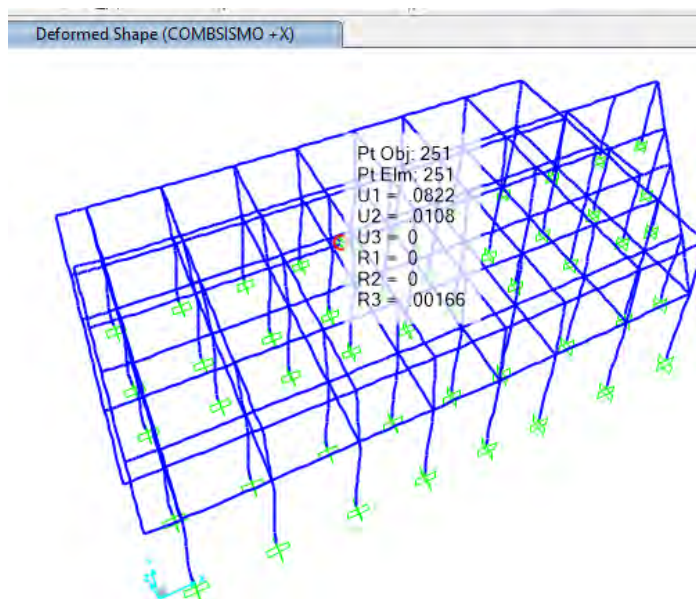 Deformed Shape (COMBSISMO +X)
Pt Obj: 251
Pt Elm: 251
U1 = .0822
U2 = .0108
U3 = 0
R1 = 0
R2 = 0
R3 = .00166